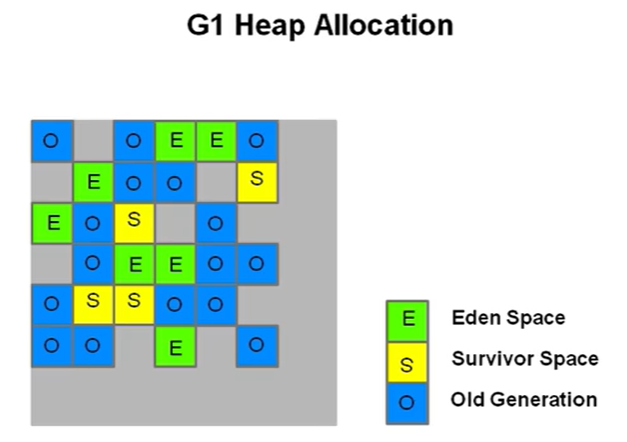 G1 Heap Allocation
O O E E O
E O O S
E O S O
O E E O O
O S S O O
O O E O
E Eden Space
S Survivor Space
O Old Generation